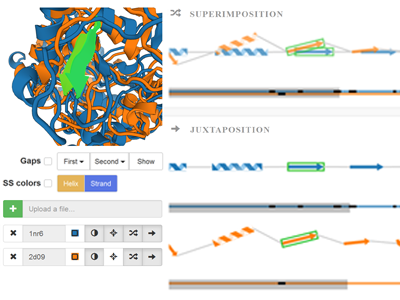 SUPERIMPOSITION
JUXTAPOSITION
Gaps First Second Show
SS colors Helix Strand
Upload a file...
1nr6
2d09